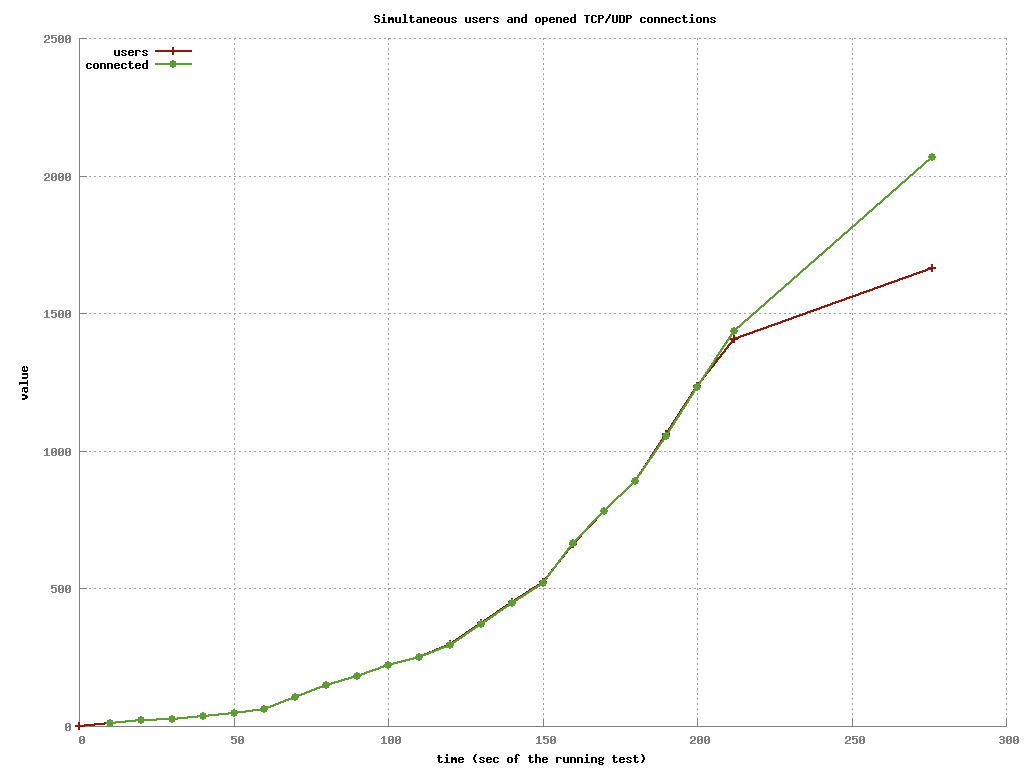 Simultaneous users and opened TCP/UDP connections
2500
users
connected
2000
1500
value
1000
500
0
0 50 100 150 200 250 300
time (sec of the running test)